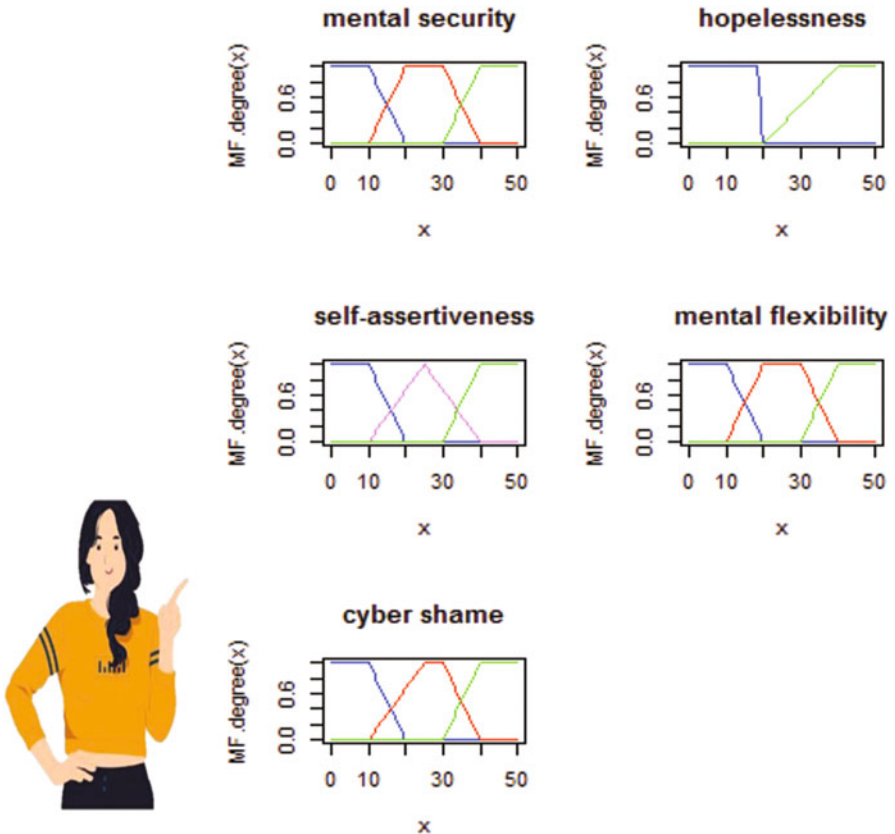 mental security
MF.degree(x)
0.0 0.6
0 10 30 50
x
hopelessness
MF.degree(x)
0.0 0.6
0 10 30 50
x
self-assertiveness
MF.degree(x)
0.0 0.6
0 10 30 50
x
mental flexibility
MF.degree(x)
0.0 0.6
0 10 30 50
x
cyber shame
MF.degree(x)
0.0 0.6
0 10 30 50
x